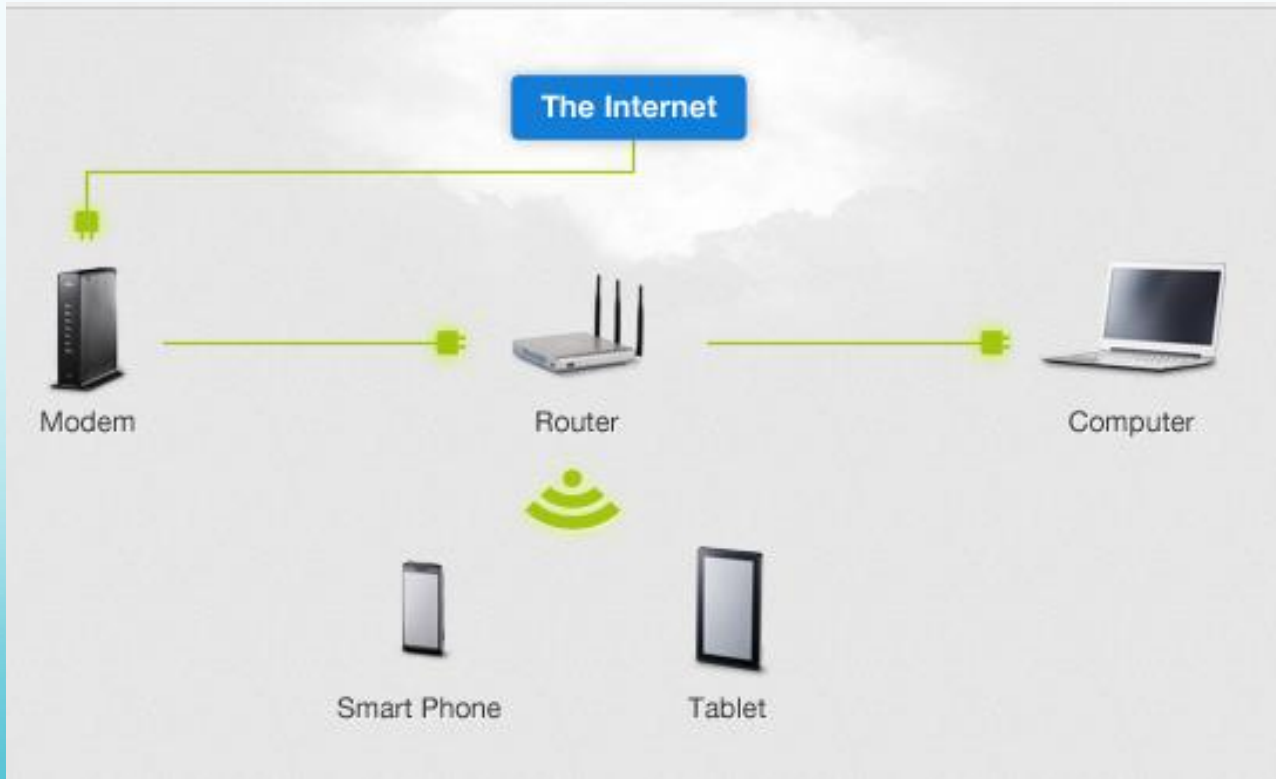 The Internet
Modem
Router
Computer
Smart Phone
Tablet